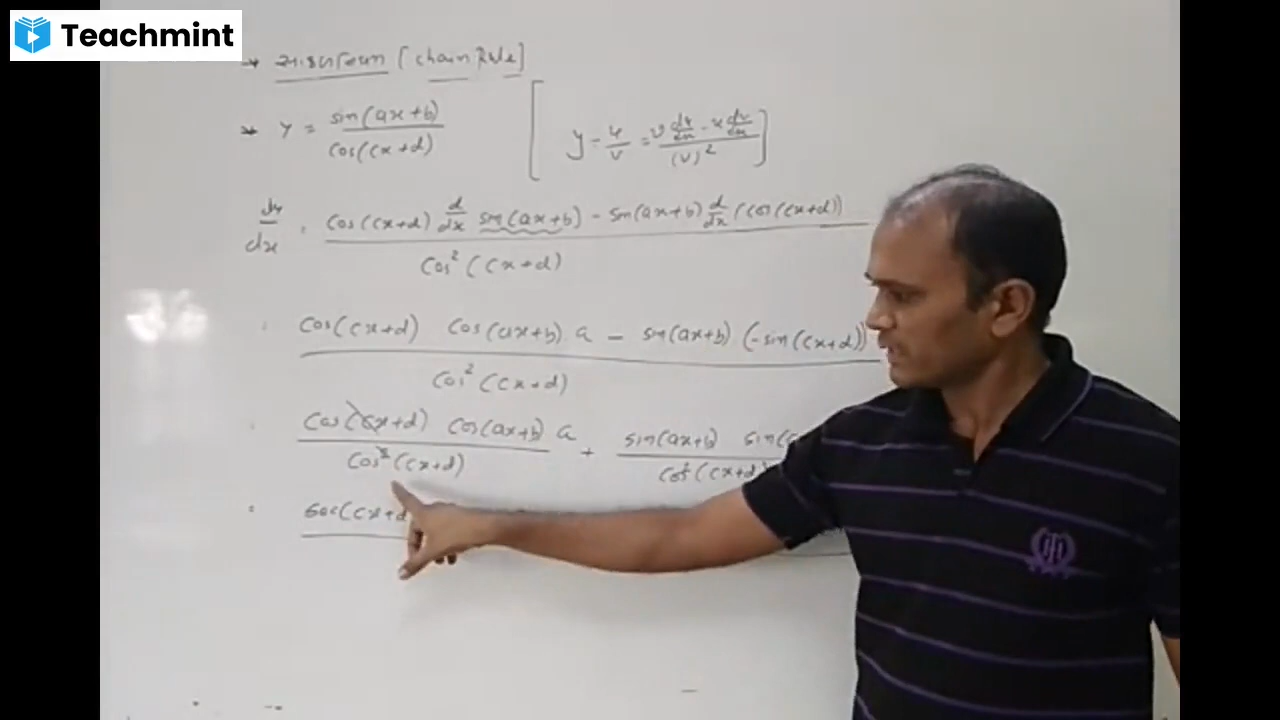 Teachmint
→ [chain Rule]
* y = sin(ax+b) / cos(cx+d) [ y = u/v = (v du/dx - u dv/dx) / (v)² ]
dy/dx = (cos(cx+d) d/dx sin(ax+b) - sin(ax+b) d/dx (cos(cx+d))) / cos²(cx+d)
= (cos(cx+d) cos(ax+b).a - sin(ax+b) (-sin(cx+d)) / cos²(cx+d)
= cos(cx+d) cos(ax+b) a / cos²(cx+d) + sin(ax+b) sin( / cos²(cx+d)
= sec(cx+d